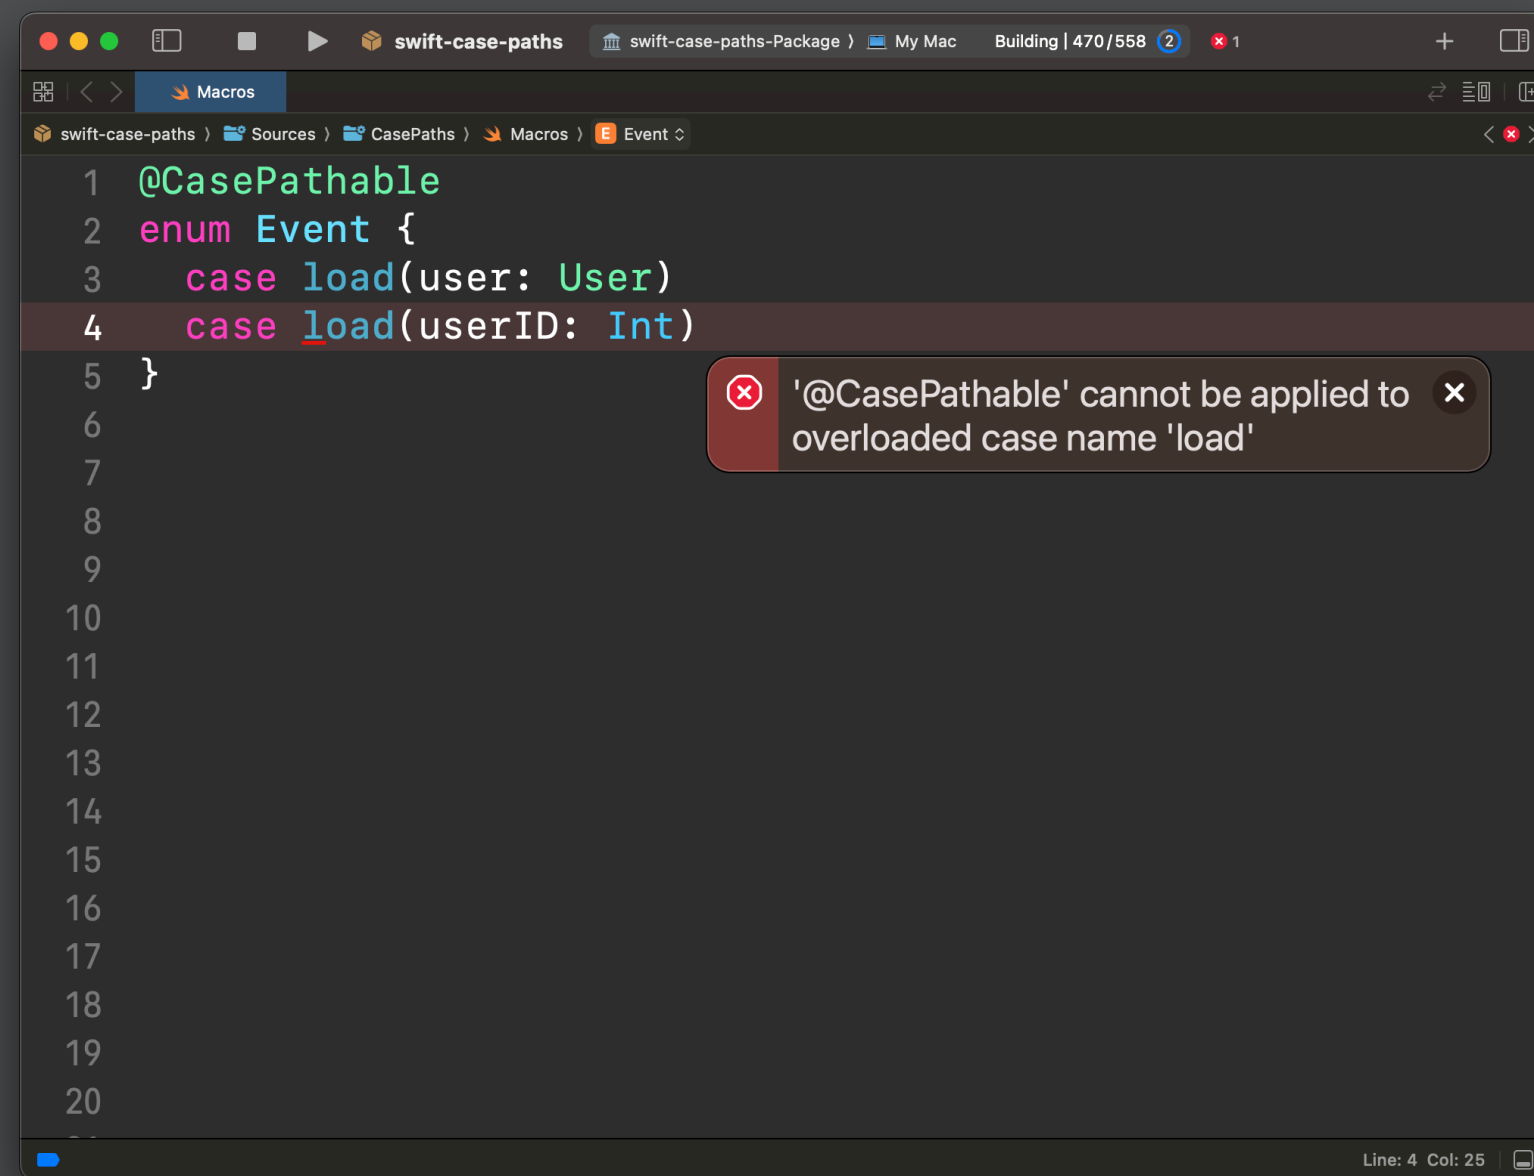 swift-case-paths
swift-case-paths-Package 〉 My Mac Building | 470/558 2 1
Macros
swift-case-paths 〉 Sources 〉 CasePaths 〉 Macros 〉 E Event
1 @CasePathable
2 enum Event {
3 case load(user: User)
4 case load(userID: Int)
5 }
'@CasePathable' cannot be applied to
overloaded case name 'load'
6
7
8
9
10
11
12
13
14
15
16
17
18
19
20
Line: 4 Col: 25